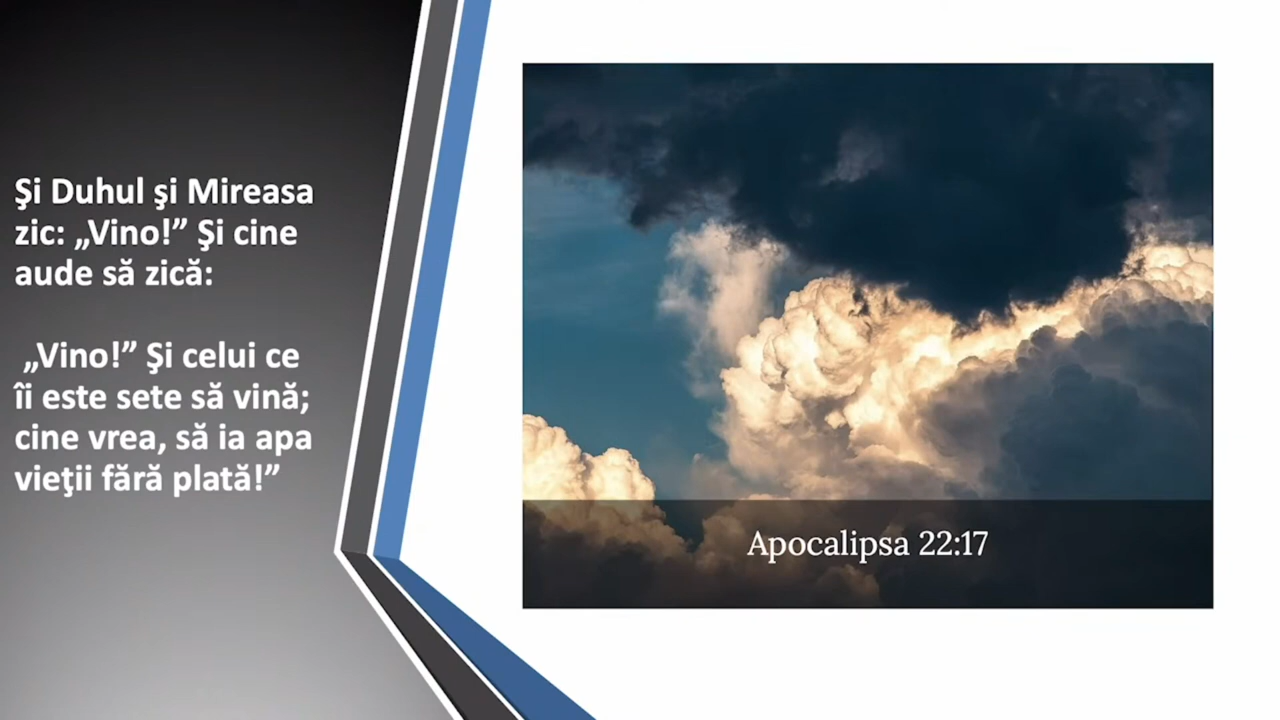 Şi Duhul şi Mireasa
zic: „Vino!” Şi cine
aude să zică:
„Vino!” Şi celui ce
îi este sete să vină;
cine vrea, să ia apa
vieţii fără plată!”
Apocalipsa 22:17